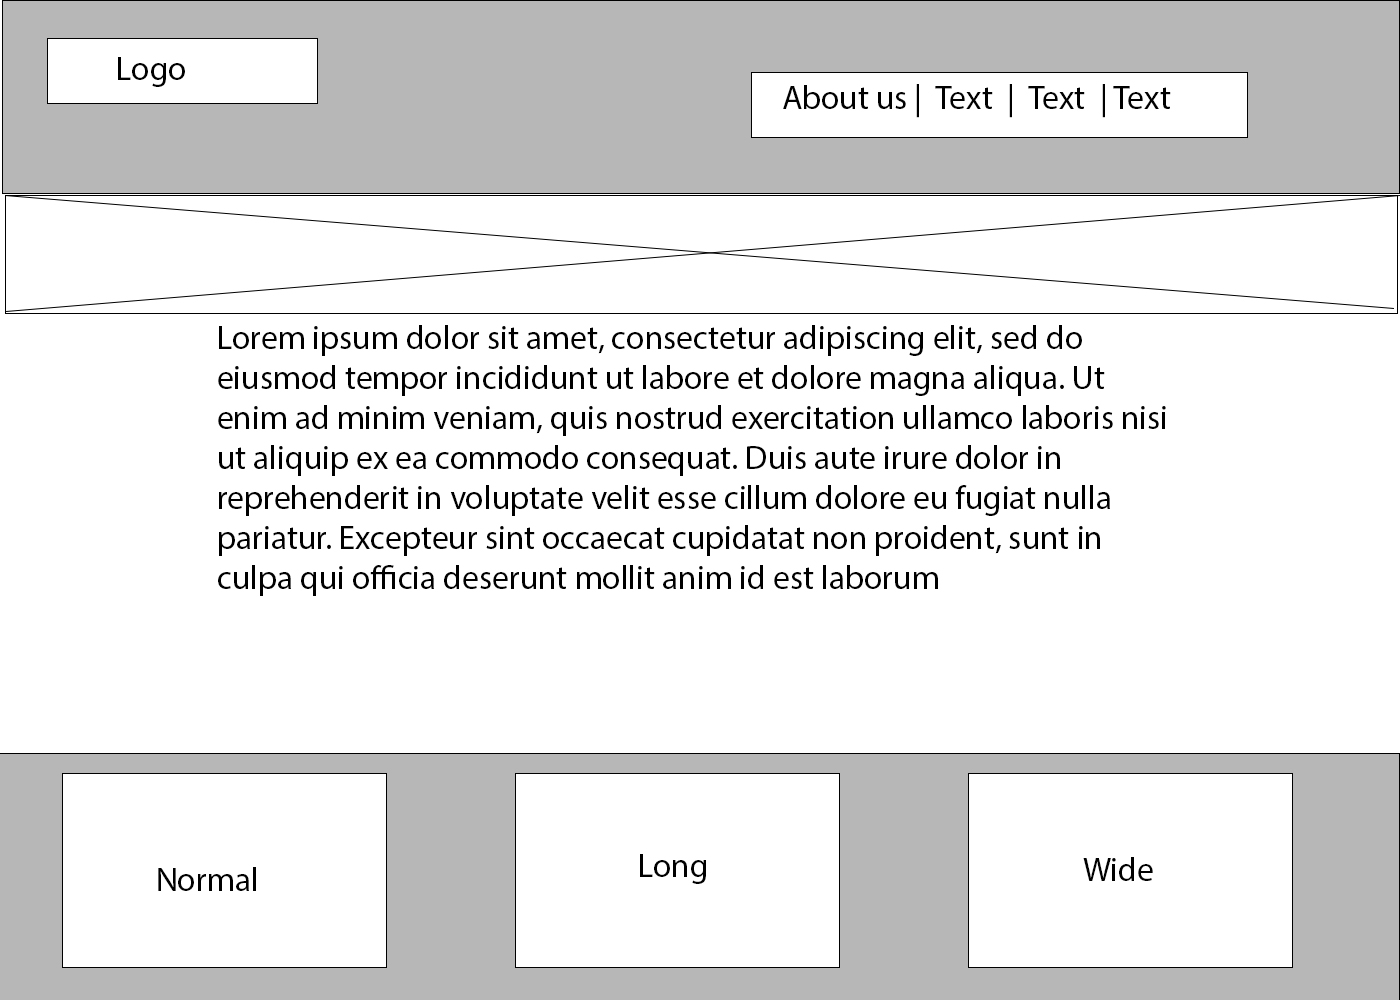 Logo
About us | Text | Text | Text
Lorem ipsum dolor sit amet, consectetur adipiscing elit, sed do
eiusmod tempor incididunt ut labore et dolore magna aliqua. Ut
enim ad minim veniam, quis nostrud exercitation ullamco laboris nisi
ut aliquip ex ea commodo consequat. Duis aute irure dolor in
reprehenderit in voluptate velit esse cillum dolore eu fugiat nulla
pariatur. Excepteur sint occaecat cupidatat non proident, sunt in
culpa qui officia deserunt mollit anim id est laborum
Normal
Long
Wide